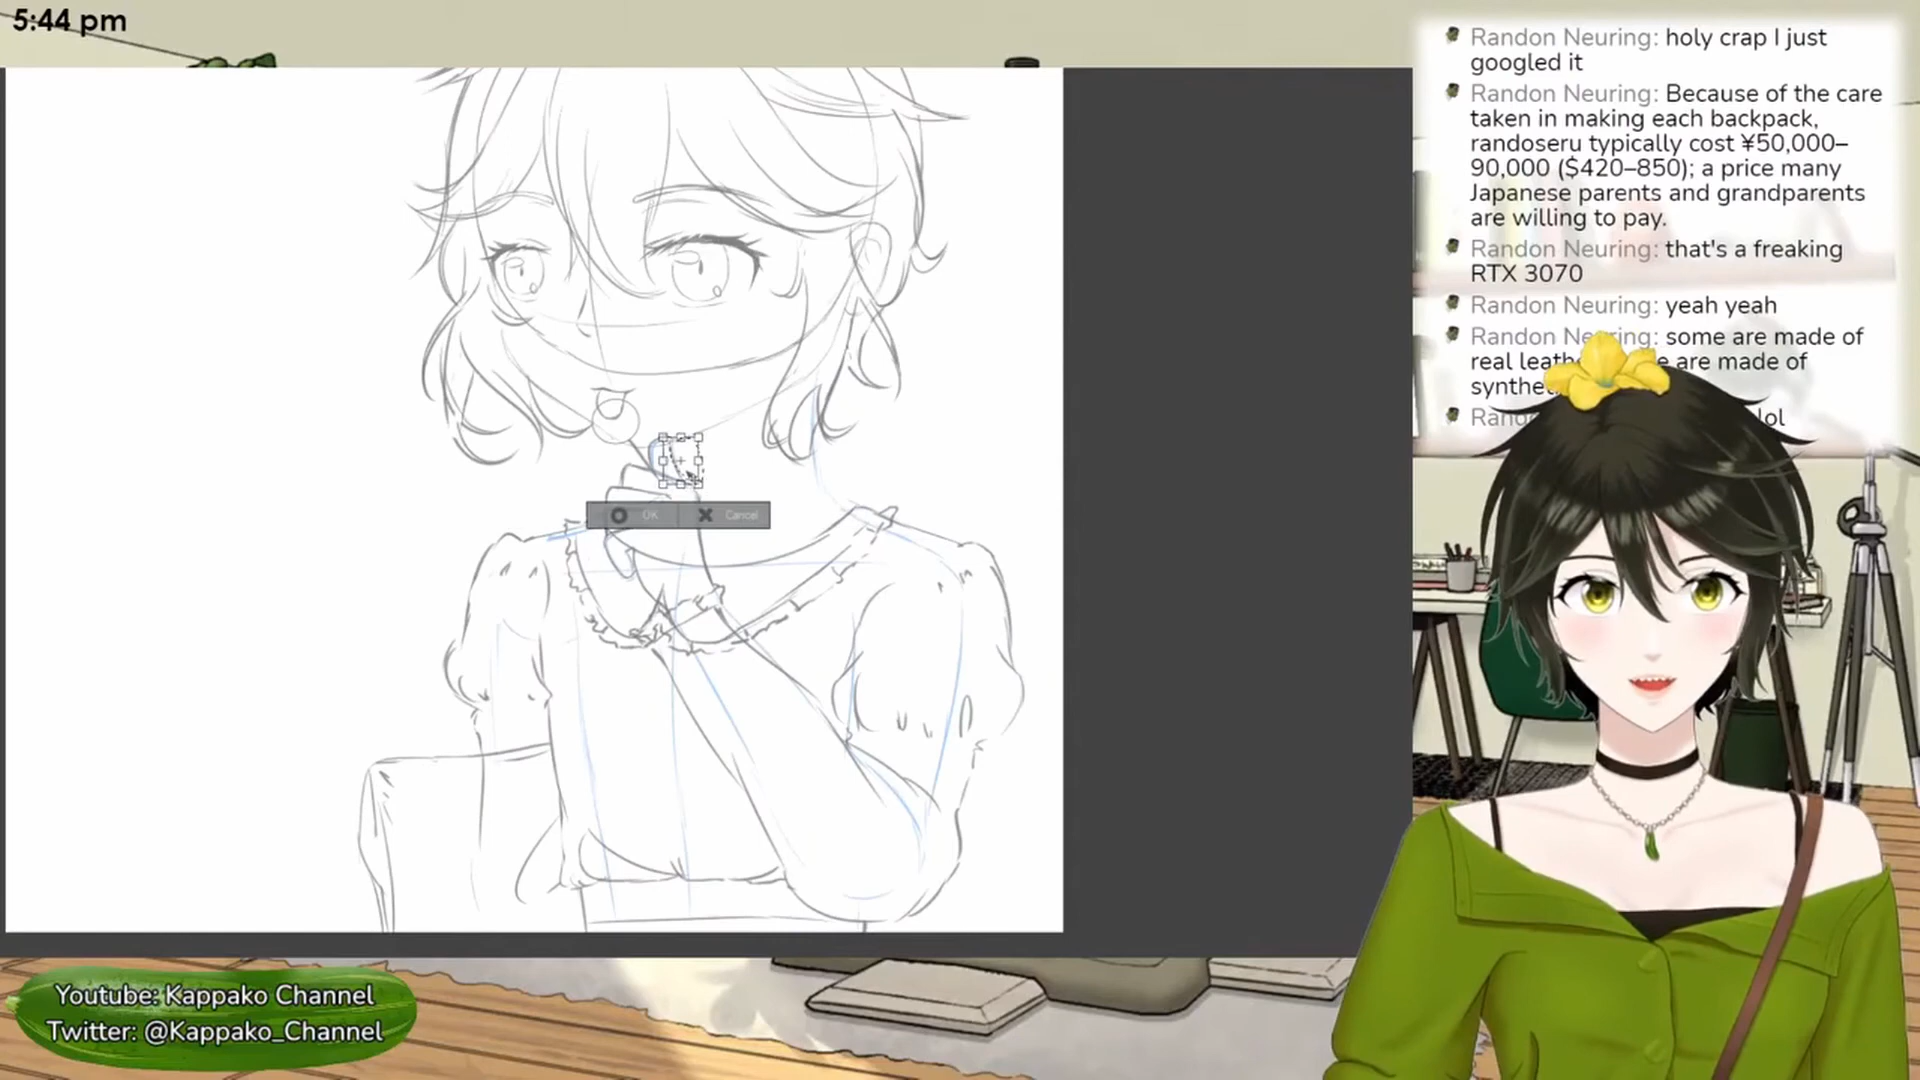 5:44 pm
Randon Neuring: holy crap I just
googled it
Randon Neuring: Because of the care
taken in making each backpack,
randoseru typically cost ¥50,000–
90,000 ($420–850); a price many
Japanese parents and grandparents
are willing to pay.
Randon Neuring: that's a freaking
RTX 3070
Randon Neuring: yeah yeah
Randon Neuring: some are made of
real are made of
lol
OK Cancel
Youtube: Kappako Channel
Twitter: @Kappako_Channel